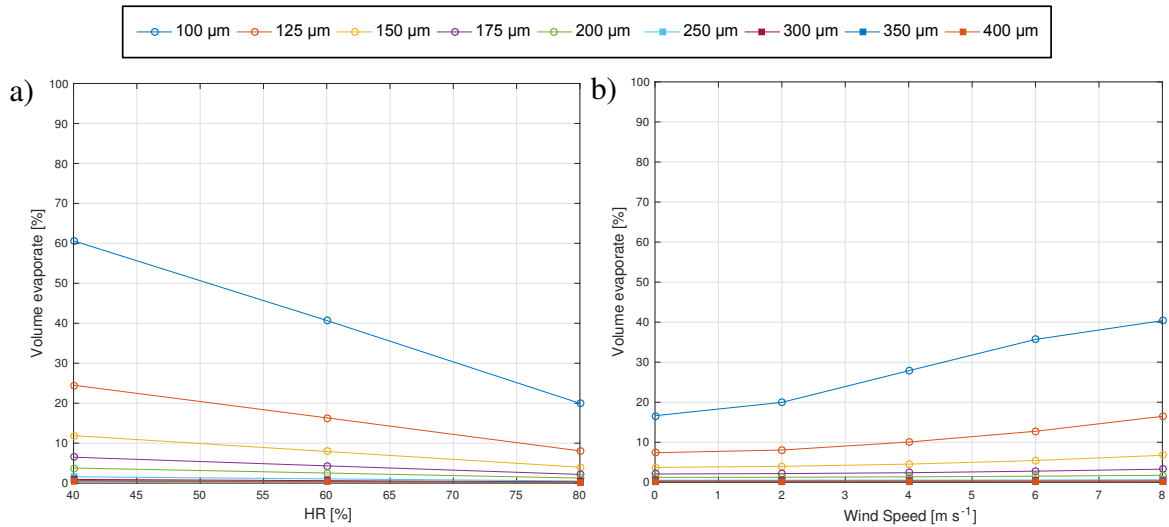 100 µm 125 µm 150 µm 175 µm 200 µm 250 µm 300 µm 350 µm 400 µm
a)
100
90
80
70
60
50
40
30
20
10
0
Volume evaporate [%]
40 45 50 55 60 65 70 75 80
HR [%]
b)
100
90
80
70
60
50
40
30
20
10
0
Volume evaporate [%]
0 1 2 3 4 5 6 7 8
Wind Speed [m s⁻¹]